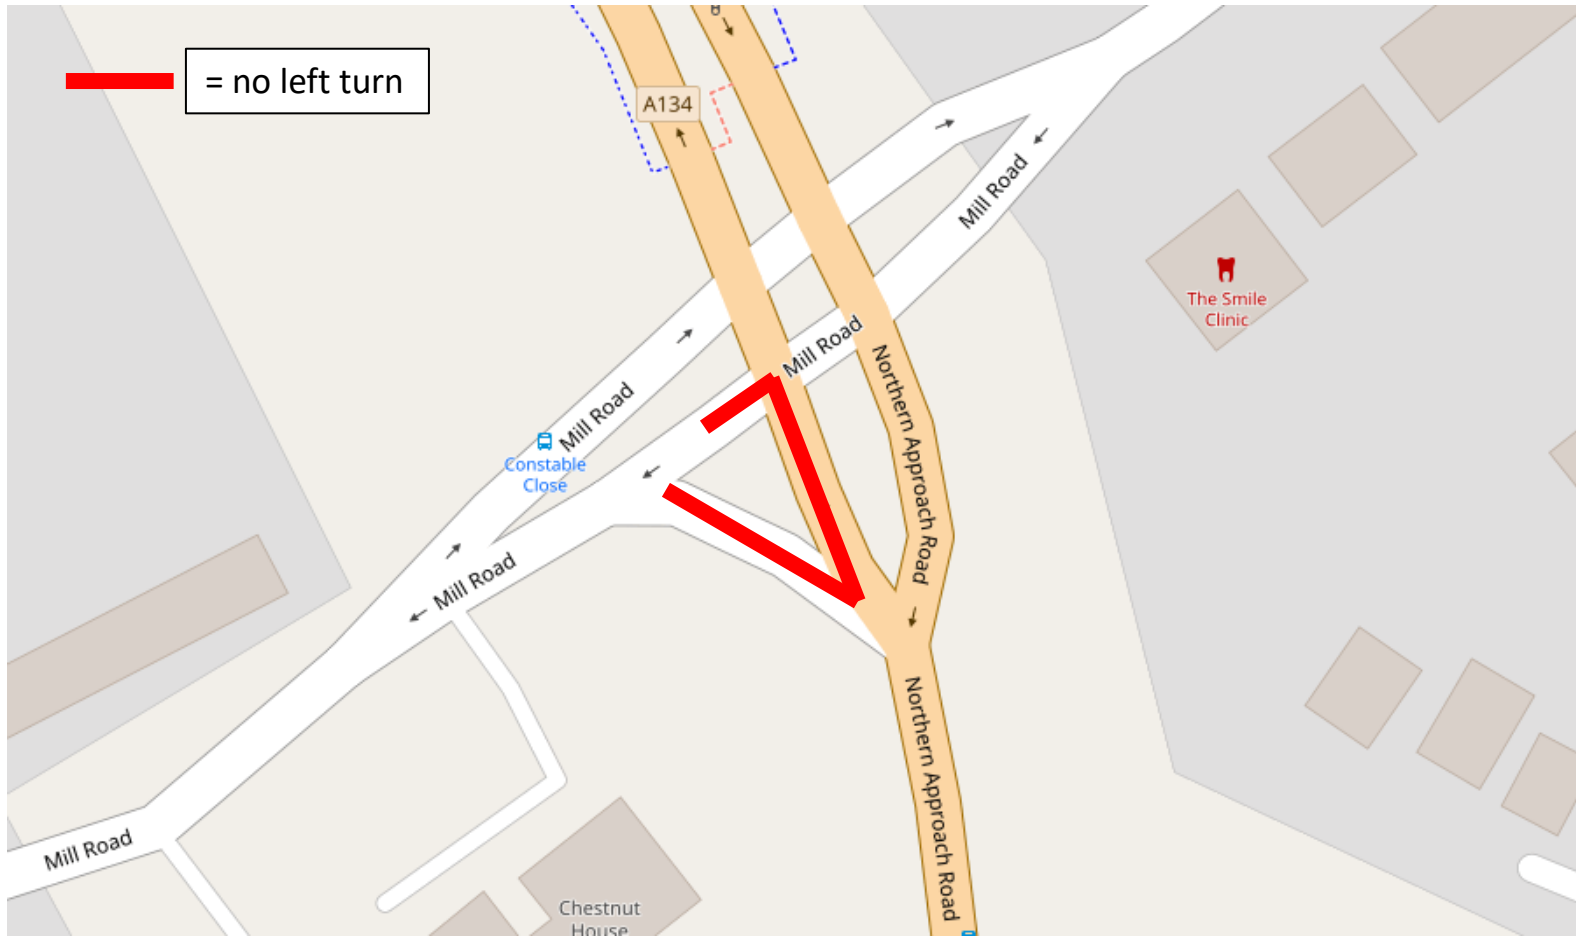 = no left turn
A134
Mill Road
The Smile
Clinic
Mill Road
Northern Approach Road
Mill Road
Constable
Close
Mill Road
Northern Approach Road
Mill Road
Chestnut
House